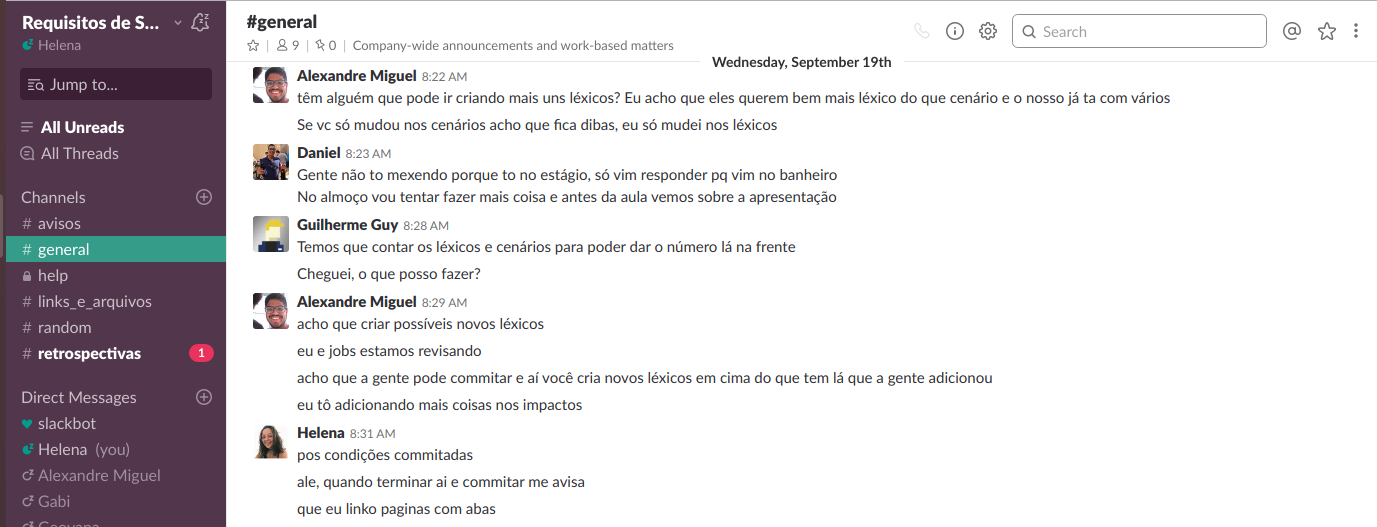 Requisitos de S...
Helena
Jump to...
All Unreads
All Threads
Channels
# avisos
# general
help
# links_e_arquivos
# random
# retrospectivas 1
Direct Messages
slackbot
Helena (you)
Alexandre Miguel
Gabi
Geovana
#general
9 | 0 | Company-wide announcements and work-based matters
Search
Wednesday, September 19th
Alexandre Miguel 8:22 AM
têm alguém que pode ir criando mais uns léxicos? Eu acho que eles querem bem mais léxico do que cenário e o nosso já ta com vários
Se vc só mudou nos cenários acho que fica dibas, eu só mudei nos léxicos
Daniel 8:23 AM
Gente não to mexendo porque to no estágio, só vim responder pq vim no banheiro
No almoço vou tentar fazer mais coisa e antes da aula vemos sobre a apresentação
Guilherme Guy 8:28 AM
Temos que contar os léxicos e cenários para poder dar o número lá na frente
Cheguei, o que posso fazer?
Alexandre Miguel 8:29 AM
acho que criar possíveis novos léxicos
eu e jobs estamos revisando
acho que a gente pode commitar e aí você cria novos léxicos em cima do que tem lá que a gente adicionou
eu tô adicionando mais coisas nos impactos
Helena 8:31 AM
pos condições commitadas
ale, quando terminar ai e commitar me avisa
que eu linko paginas com abas